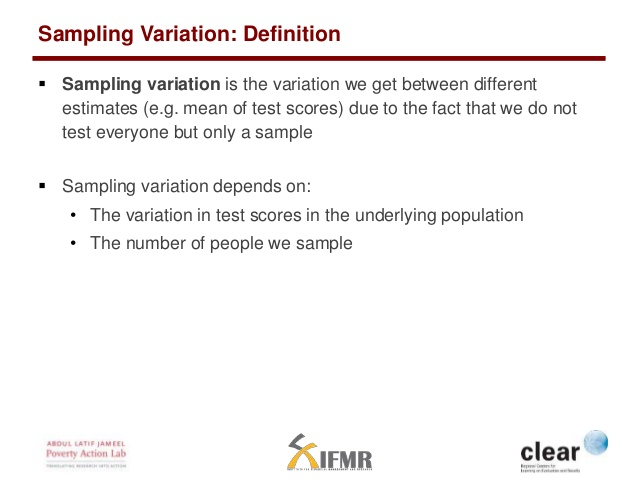 Sampling Variation: Definition
▪ Sampling variation is the variation we get between different
estimates (e.g. mean of test scores) due to the fact that we do not
test everyone but only a sample
▪ Sampling variation depends on:
• The variation in test scores in the underlying population
• The number of people we sample
ABDUL LATIF JAMEEL
Poverty Action Lab
TRANSLATING RESEARCH INTO ACTION
IFMR
clear
Regional Centers for
Learning on Evaluation and Results